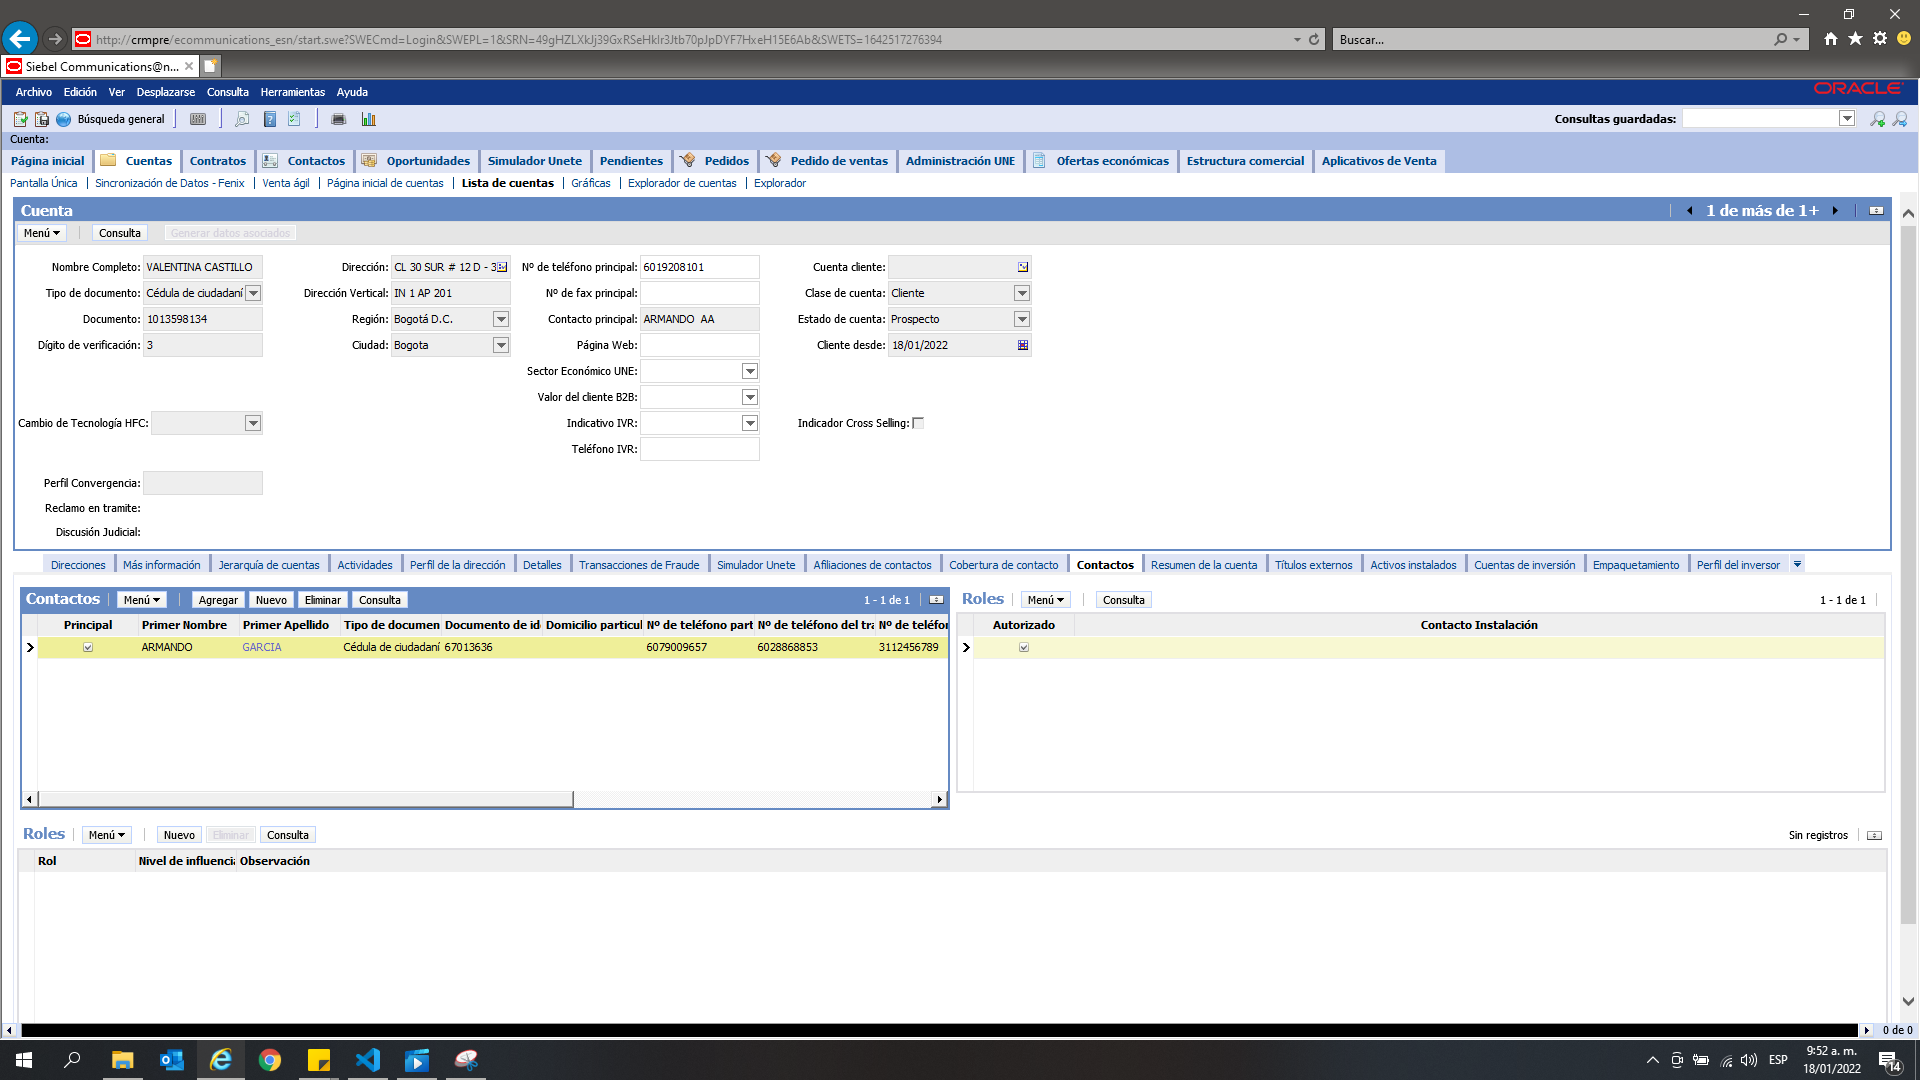 http://crmpre/ecommunications_esn/start.swe?SWECmd=Login&SWEPL=1&SRN=49gHZLXkJj39GxRSeHklr3Jtb70pJpDYF7HxeH15E6Ab&SWETS=1642517276394
Buscar...
Siebel Communications@n...
Archivo Edición Ver Desplazarse Consulta Herramientas Ayuda
ORACLE
Búsqueda general
Consultas guardadas:
Cuenta:
Página inicial Cuentas Contratos Contactos Oportunidades Simulador Unete Pendientes Pedidos Pedido de ventas Administración UNE Ofertas económicas Estructura comercial Aplicativos de Venta
Pantalla Única Sincronización de Datos - Fenix Venta ágil Página inicial de cuentas Lista de cuentas Gráficas Explorador de cuentas Explorador
Cuenta 1 de más de 1+
Menú Consulta Generar datos asociados
Nombre Completo: VALENTINA CASTILLO Dirección: CL 30 SUR # 12 D - 3 Nº de teléfono principal: 6019208101 Cuenta cliente:
Tipo de documento: Cédula de ciudadaní Dirección Vertical: IN 1 AP 201 Nº de fax principal: Clase de cuenta: Cliente
Documento: 1013598134 Región: Bogotá D.C. Contacto principal: ARMANDO AA Estado de cuenta: Prospecto
Dígito de verificación: 3 Ciudad: Bogota Página Web: Cliente desde: 18/01/2022
Sector Económico UNE:
Valor del cliente B2B:
Cambio de Tecnología HFC: Indicativo IVR: Indicador Cross Selling:
Teléfono IVR:
Perfil Convergencia:
Reclamo en tramite:
Discusión Judicial:
Direcciones Más información Jerarquía de cuentas Actividades Perfil de la dirección Detalles Transacciones de Fraude Simulador Unete Afiliaciones de contactos Cobertura de contacto Contactos Resumen de la cuenta Títulos externos Activos instalados Cuentas de inversión Empaquetamiento Perfil del inversor
Contactos Menú Agregar Nuevo Eliminar Consulta 1 - 1 de 1
Principal Primer Nombre Primer Apellido Tipo de documen Documento de id Domicilio particul Nº de teléfono part Nº de teléfono del tra Nº de teléfon
ARMANDO GARCIA Cédula de ciudadaní 67013636 6079009657 6028868853 3112456789
Roles Menú Consulta 1 - 1 de 1
Autorizado Contacto Instalación
Roles Menú Nuevo Eliminar Consulta Sin registros
Rol Nivel de influencia Observación
0 de 0
ESP
9:52 a. m.
18/01/2022
14